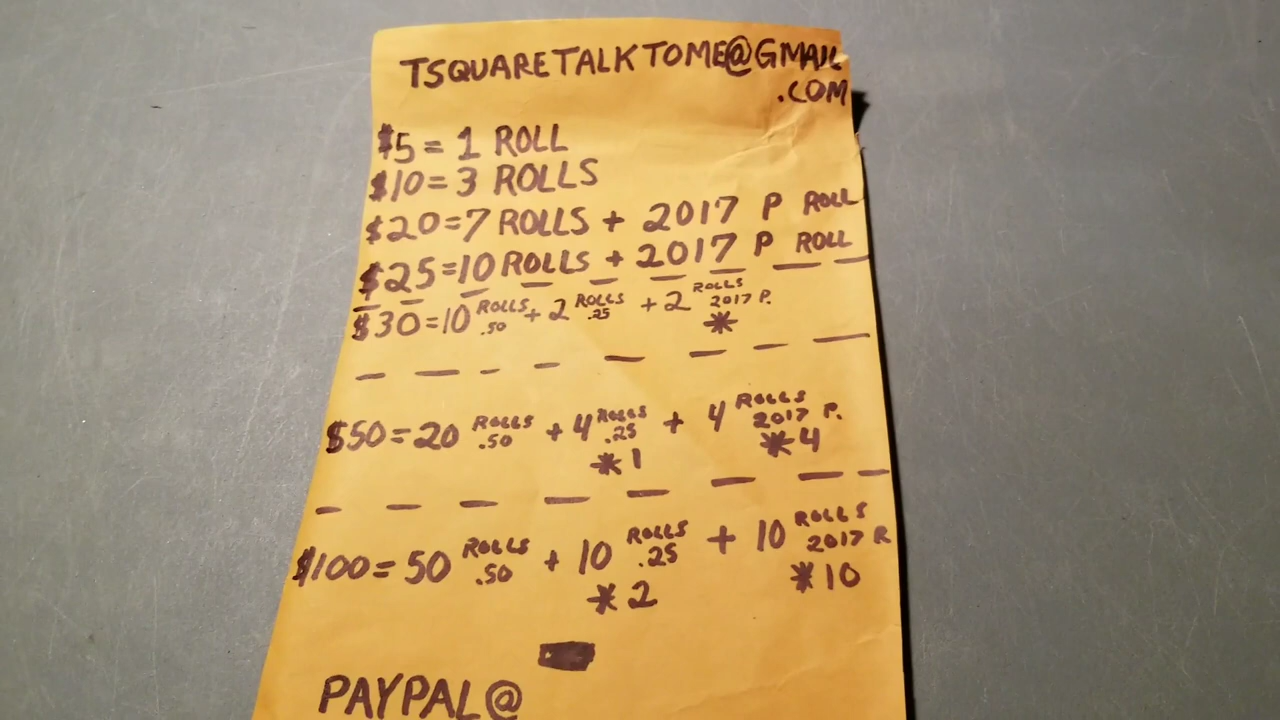 TSQUARETALKTOME@GMAIL
.COM
$5 = 1 ROLL
$10 = 3 ROLLS
$20 = 7 ROLLS + 2017 P ROLL
$25 = 10 ROLLS + 2017 P ROLL
$30 = 10 ROLLS .50 + 2 ROLLS .25 + 2 ROLLS 2017 P.
*
$50 = 20 ROLLS .50 + 4 ROLLS .25 + 4 ROLLS 2017 P.
*1 *4
$100 = 50 ROLLS .50 + 10 ROLLS .25 + 10 ROLLS 2017 P
*2 *10
PAYPAL@